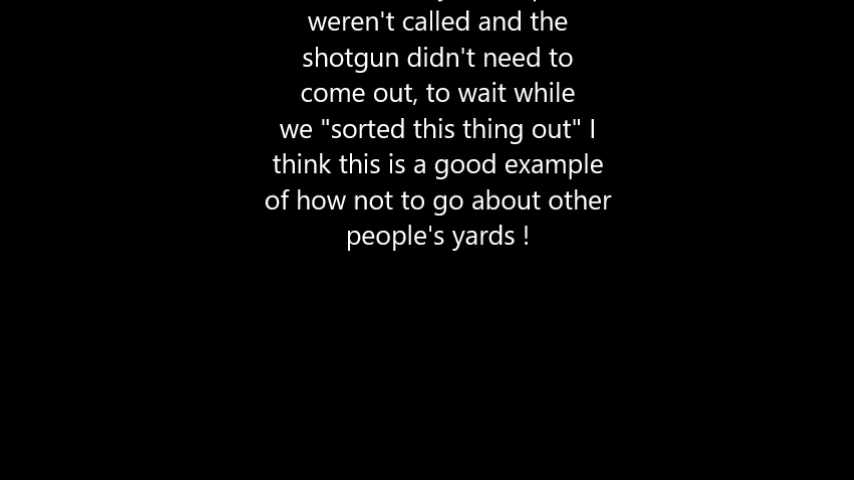 weren't called and the
shotgun didn't need to
come out, to wait while
we "sorted this thing out" I
think this is a good example
of how not to go about other
people's yards !